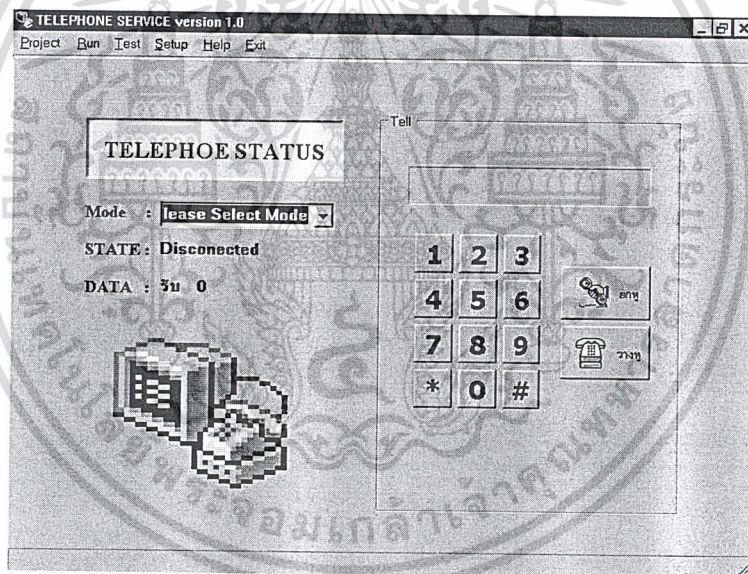 TELEPHONE SERVICE version 1.0
Project Run Test Setup Help Exit
TELEPHOE STATUS
Mode : lease Select Mode
STATE : Disconected
DATA : รับ 0
Tell
1 2 3
4 5 6
7 8 9
* 0 #
ยกหู
วางหู